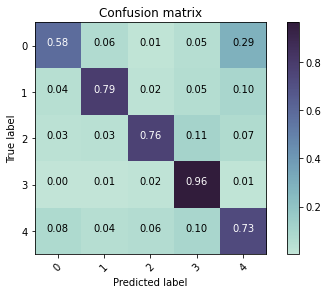 Confusion matrix
0 0.58 0.06 0.01 0.05 0.29
1 0.04 0.79 0.02 0.05 0.10
2 0.03 0.03 0.76 0.11 0.07
3 0.00 0.01 0.02 0.96 0.01
4 0.08 0.04 0.06 0.10 0.73
0 1 2 3 4
True label
Predicted label
0.8
0.6
0.4
0.2